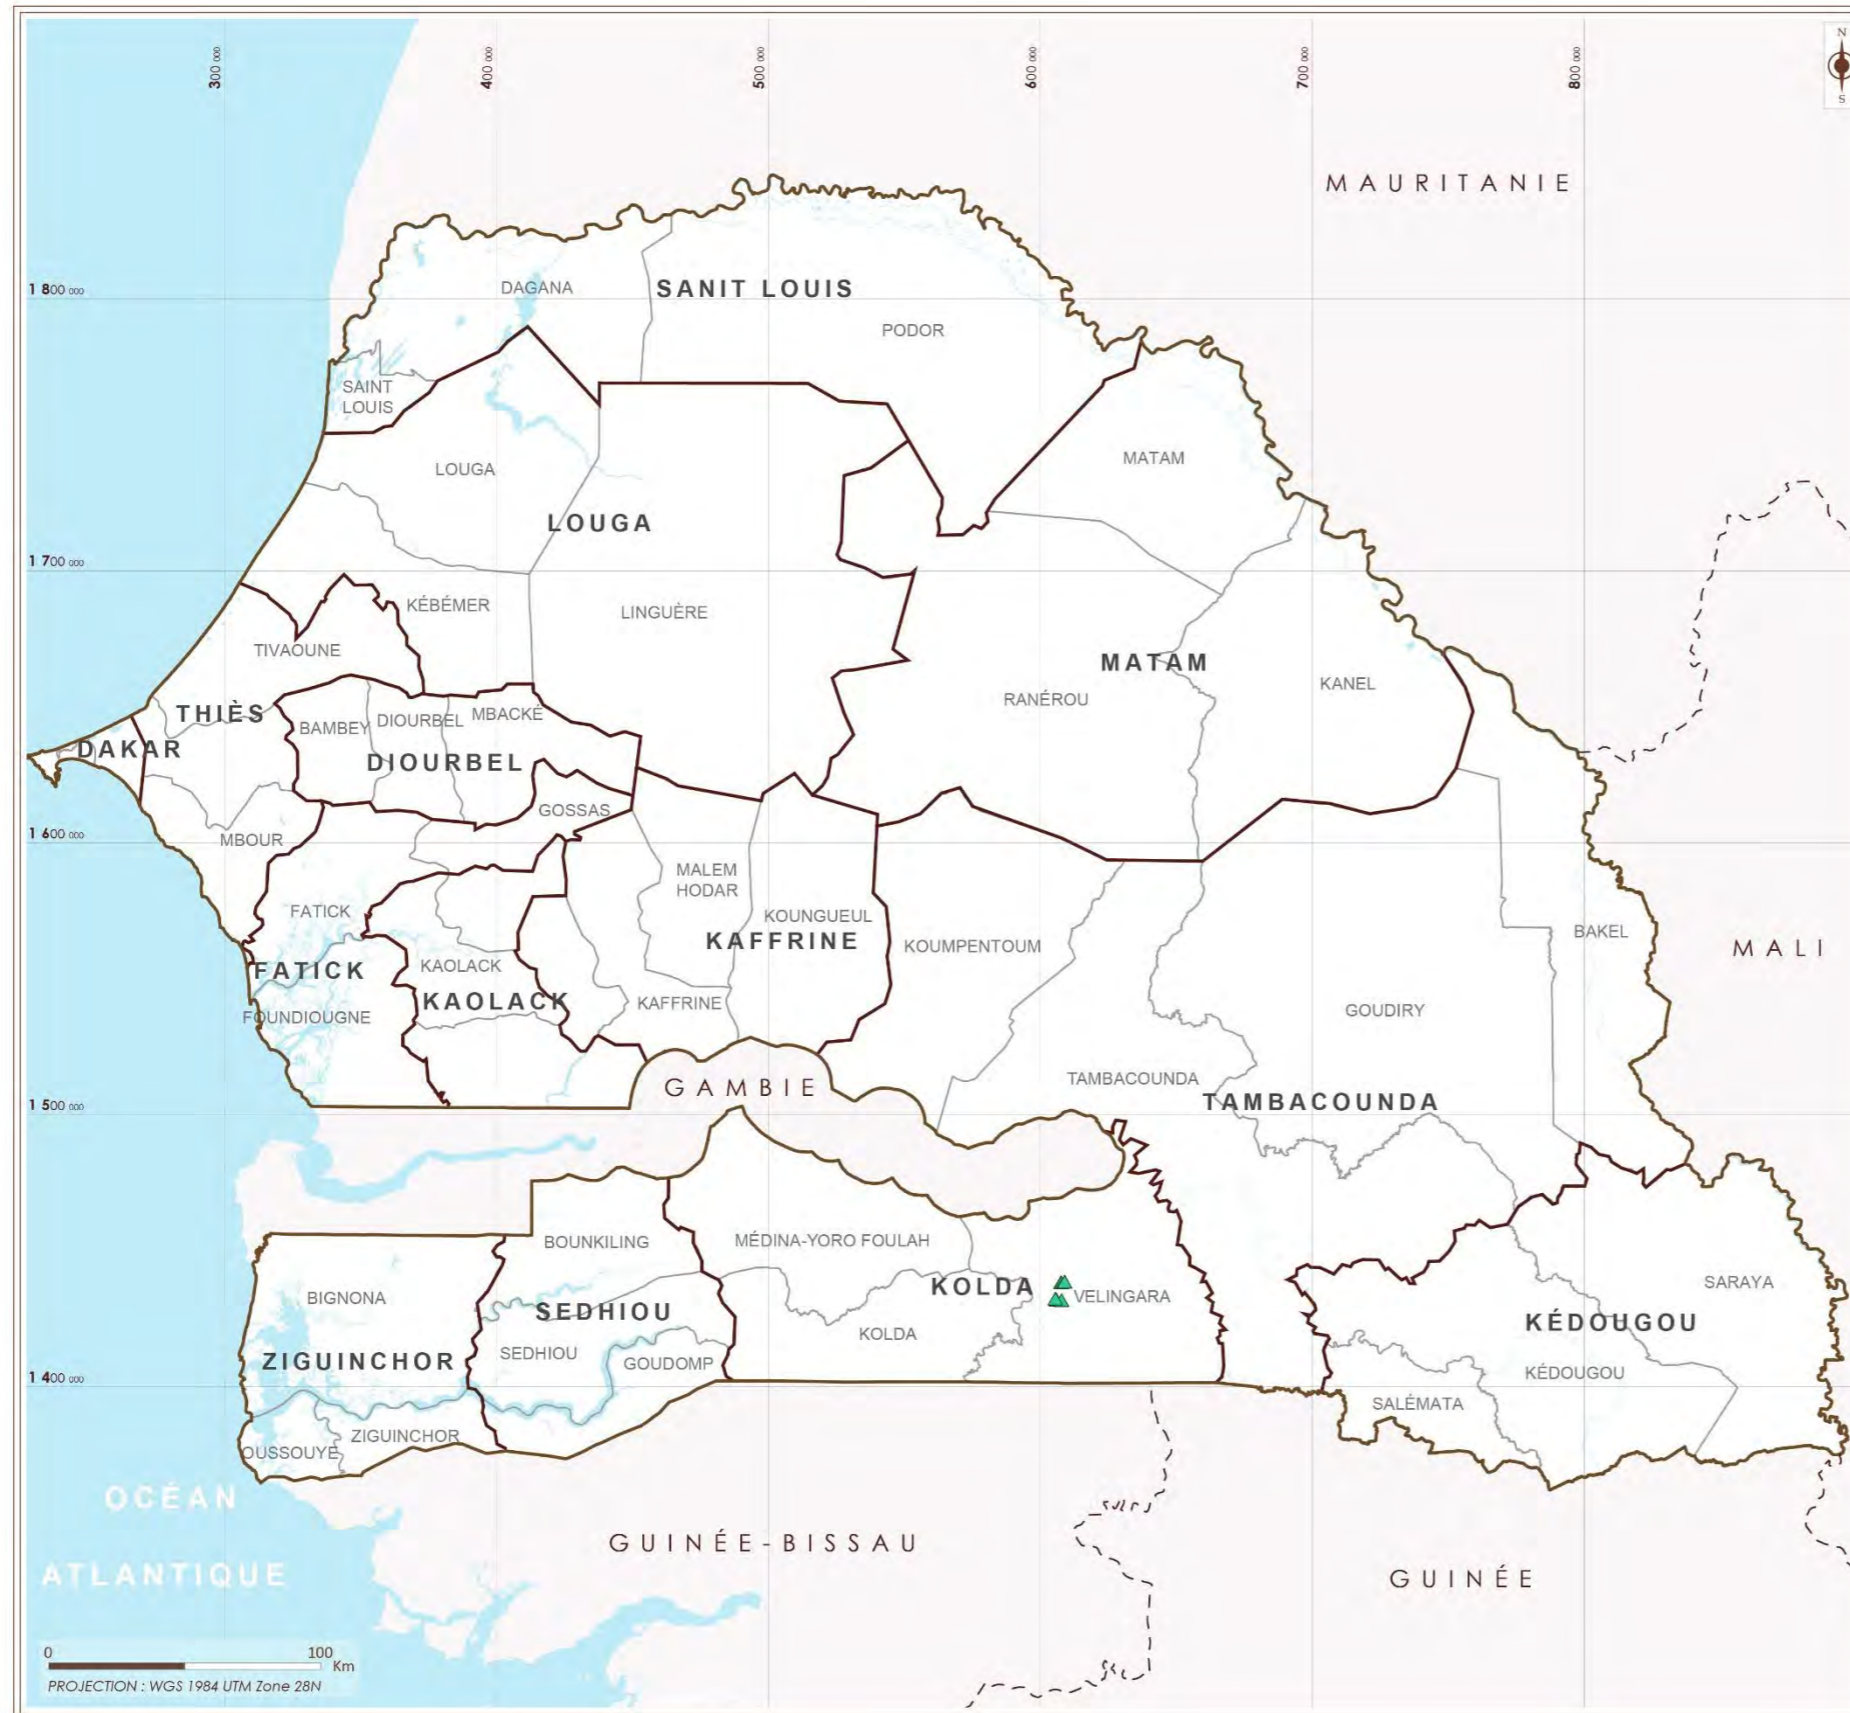 300 000
400 000
500 000
600 000
700 000
800 000
N
S
MAURITANIE
1 800 000
DAGANA
SANIT LOUIS
PODOR
SAINT
LOUIS
MATAM
LOUGA
LOUGA
1 700 000
KÉBÉMER
LINGUÈRE
TIVAOUNE
MATAM
KANEL
RANÉROU
THIÈS
BAMBEY
DIOURBEL
MBACKÉ
DAKAR
DIOURBEL
GOSSAS
1 600 000
MBOUR
MALEM
HODAR
FATICK
KOUNGUEUL
BAKEL
KAFFRINE
KOUMPENTOUM
MALI
FATICK
KAOLACK
KAOLACK
KAFFRINE
GOUDIRY
FOUNDIOUGNE
TAMBACOUNDA
GAMBIE
TAMBACOUNDA
1 500 000
BOUNKILING
MÉDINA-YORO FOULAH
SARAYA
KOLDA
VELINGARA
BIGNONA
SEDHIOU
KÉDOUGOU
KOLDA
SEDHIOU
GOUDOMP
ZIGUINCHOR
KÉDOUGOU
1 400 000
SALÉMATA
ZIGUINCHOR
OUSSOUYE
OCÉAN
ATLANTIQUE
GUINÉE-BISSAU
GUINÉE
0 100
Km
PROJECTION : WGS 1984 UTM Zone 28N